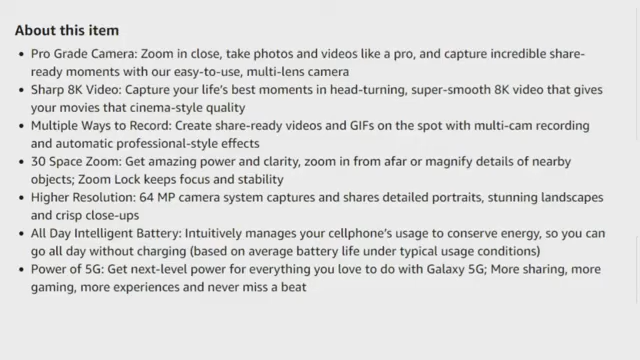 About this item
• Pro Grade Camera: Zoom in close, take photos and videos like a pro, and capture incredible share-
ready moments with our easy-to-use, multi-lens camera
• Sharp 8K Video: Capture your life's best moments in head-turning, super-smooth 8K video that gives
your movies that cinema-style quality
• Multiple Ways to Record: Create share-ready videos and GIFs on the spot with multi-cam recording
and automatic professional-style effects
• 30 Space Zoom: Get amazing power and clarity, zoom in from afar or magnify details of nearby
objects; Zoom Lock keeps focus and stability
• Higher Resolution: 64 MP camera system captures and shares detailed portraits, stunning landscapes
and crisp close-ups
• All Day Intelligent Battery: Intuitively manages your cellphone's usage to conserve energy, so you can
go all day without charging (based on average battery life under typical usage conditions)
• Power of 5G: Get next-level power for everything you love to do with Galaxy 5G; More sharing, more
gaming, more experiences and never miss a beat